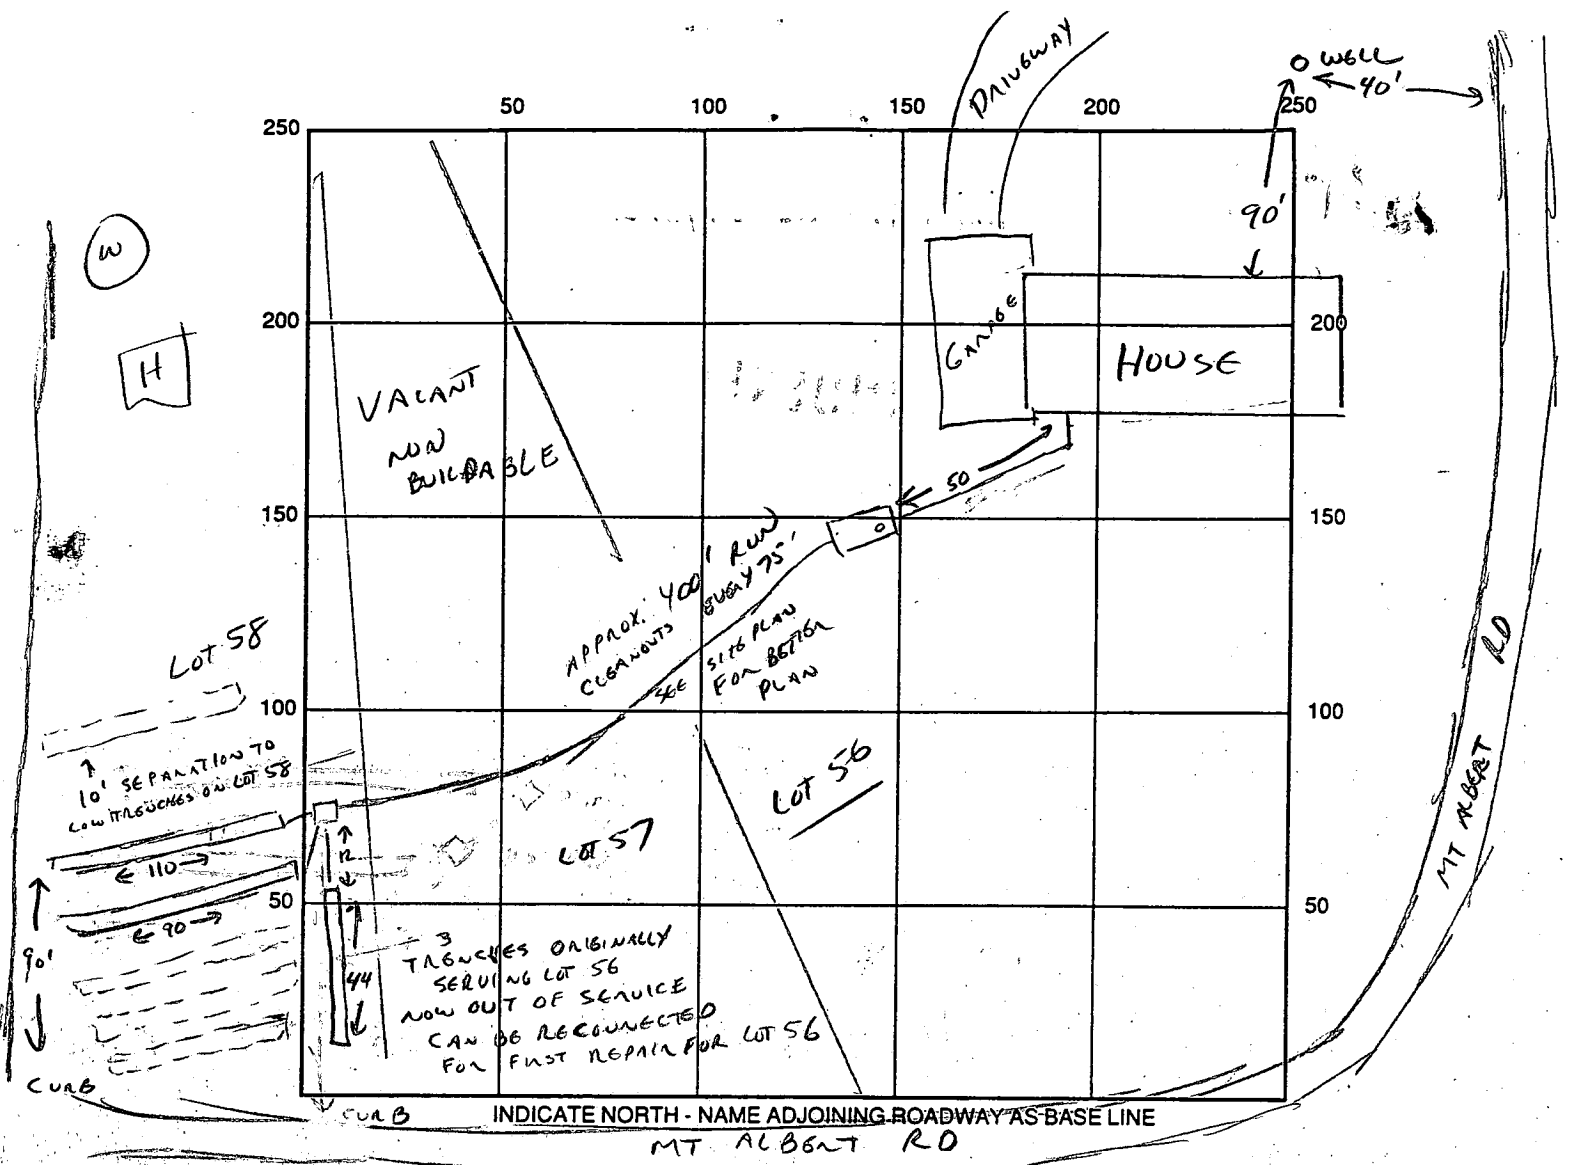 DRIVEWAY
WELL
40'
50 100 150 200 250
250
90'
W
H
200
200
GARAGE
HOUSE
VACANT
NON
BUILDABLE
50
150
150
APPROX. 400' RUN
CLEANOUTS EVERY 75'
SEE SITE PLAN
FOR BETTER
PLAN
LOT 58
100
100
10' SEPARATION TO
LOW TRENCHES ON LOT 58
LOT 56
MT ALBERT RD
110
12
LOT 57
50
50
90
90'
44
3
TRENCHES ORIGINALLY
SERVING LOT 56
NOW OUT OF SERVICE
CAN BE RECONNECTED
FOR FIRST REPAIR FOR LOT 56
CURB
CURB
INDICATE NORTH - NAME ADJOINING ROADWAY AS BASE LINE
MT ALBERT RD